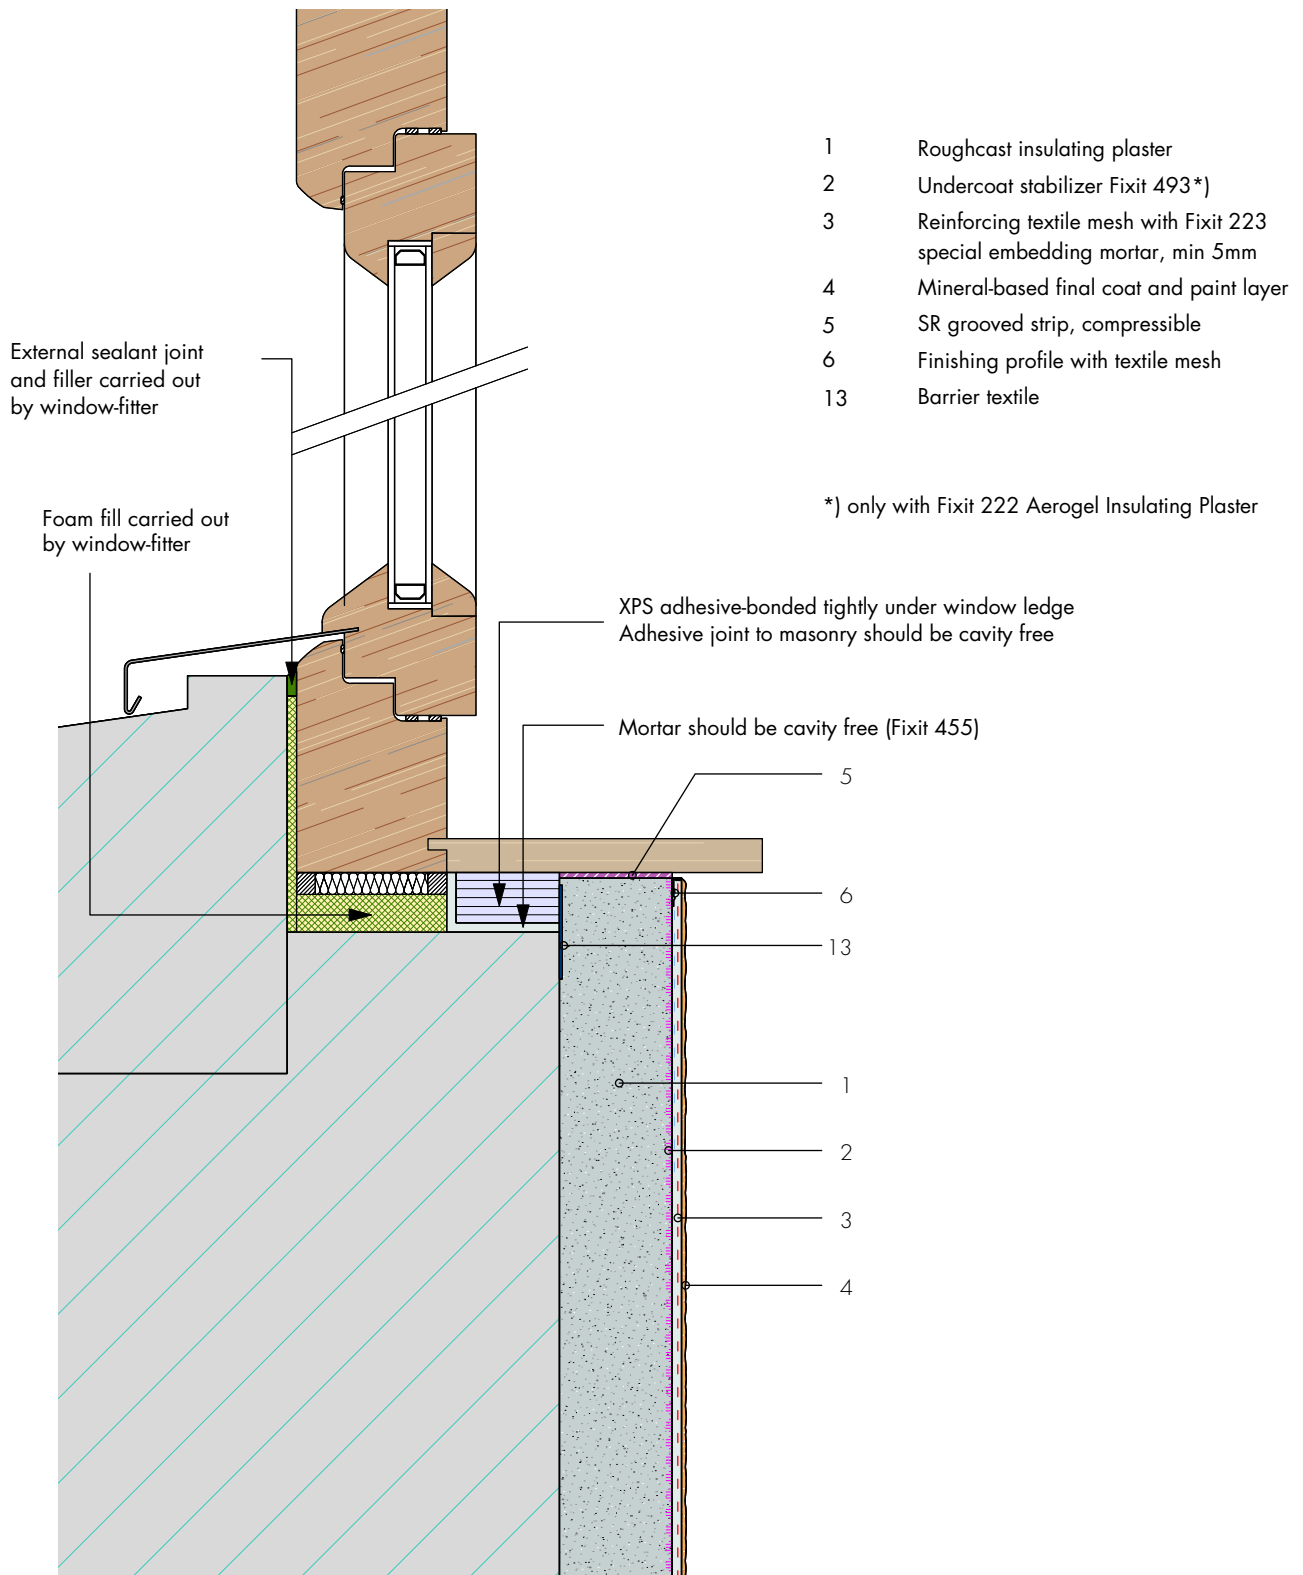 1 Roughcast insulating plaster
2 Undercoat stabilizer Fixit 493*)
3 Reinforcing textile mesh with Fixit 223
special embedding mortar, min 5mm
4 Mineral-based final coat and paint layer
5 SR grooved strip, compressible
6 Finishing profile with textile mesh
13 Barrier textile
*) only with Fixit 222 Aerogel Insulating Plaster
External sealant joint
and filler carried out
by window-fitter
Foam fill carried out
by window-fitter
XPS adhesive-bonded tightly under window ledge
Adhesive joint to masonry should be cavity free
Mortar should be cavity free (Fixit 455)
5
6
13
1
2
3
4